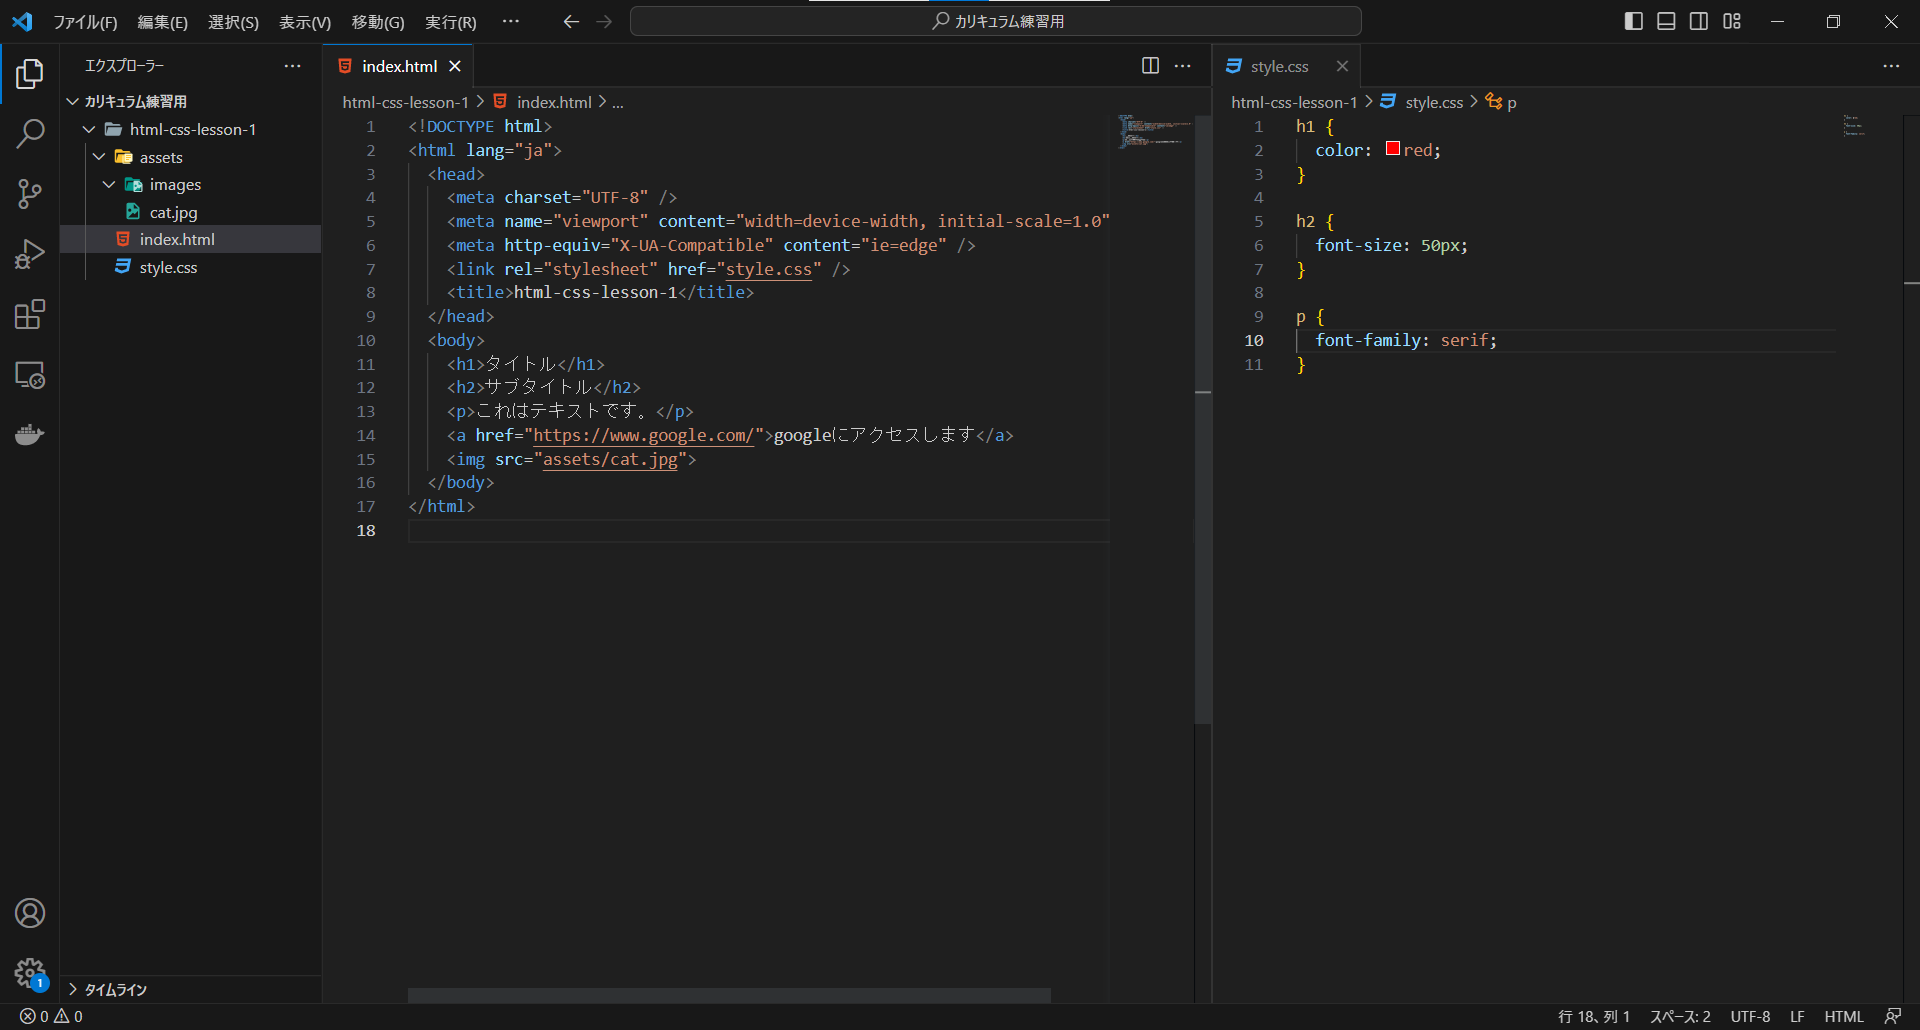 ファイル(F) 編集(E) 選択(S) 表示(V) 移動(G) 実行(R) ··· カリキュラム練習用
エクスプローラー ···
カリキュラム練習用
html-css-lesson-1
assets
images
cat.jpg
index.html
style.css
タイムライン
1
index.html
html-css-lesson-1 > index.html > ...
1 <!DOCTYPE html>
2 <html lang="ja">
3 <head>
4 <meta charset="UTF-8" />
5 <meta name="viewport" content="width=device-width, initial-scale=1.0"
6 <meta http-equiv="X-UA-Compatible" content="ie=edge" />
7 <link rel="stylesheet" href="style.css" />
8 <title>html-css-lesson-1</title>
9 </head>
10 <body>
11 <h1>タイトル</h1>
12 <h2>サブタイトル</h2>
13 <p>これはテキストです。</p>
14 <a href="https://www.google.com/">googleにアクセスします</a>
15 <img src="assets/cat.jpg">
16 </body>
17 </html>
18
style.css
html-css-lesson-1 > style.css > p
1 h1 {
2 color: red;
3 }
4
5 h2 {
6 font-size: 50px;
7 }
8
9 p {
10 font-family: serif;
11 }
0 0
行 18、列 1 スペース: 2 UTF-8 LF HTML